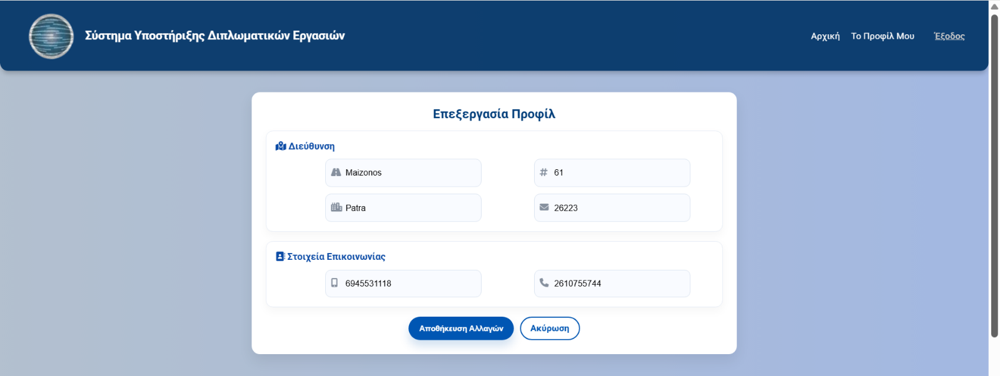 Σύστημα Υποστήριξης Διπλωματικών Εργασιών
Αρχική Το Προφίλ Μου Έξοδος
Επεξεργασία Προφίλ
Διεύθυνση
Maizonos # 61
Patra 26223
Στοιχεία Επικοινωνίας
6945531118 2610755744
Αποθήκευση Αλλαγών Ακύρωση